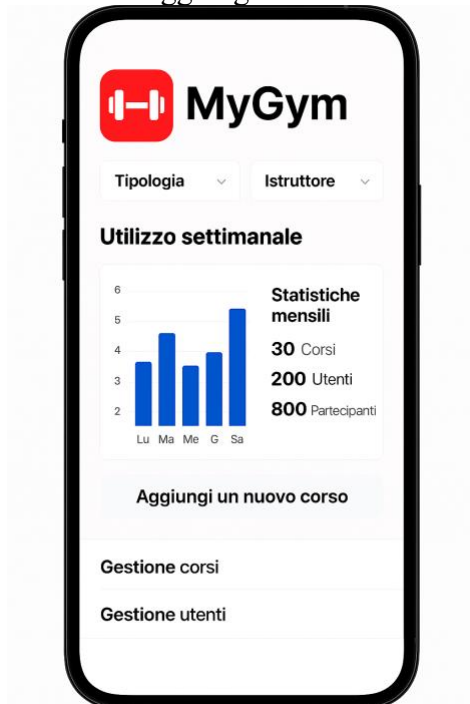 MyGym
Tipologia Istruttore
Utilizzo settimanale
6
5
4
3
2
Lu Ma Me G Sa
Statistiche
mensili
30 Corsi
200 Utenti
800 Partecipanti
Aggiungi un nuovo corso
Gestione corsi
Gestione utenti